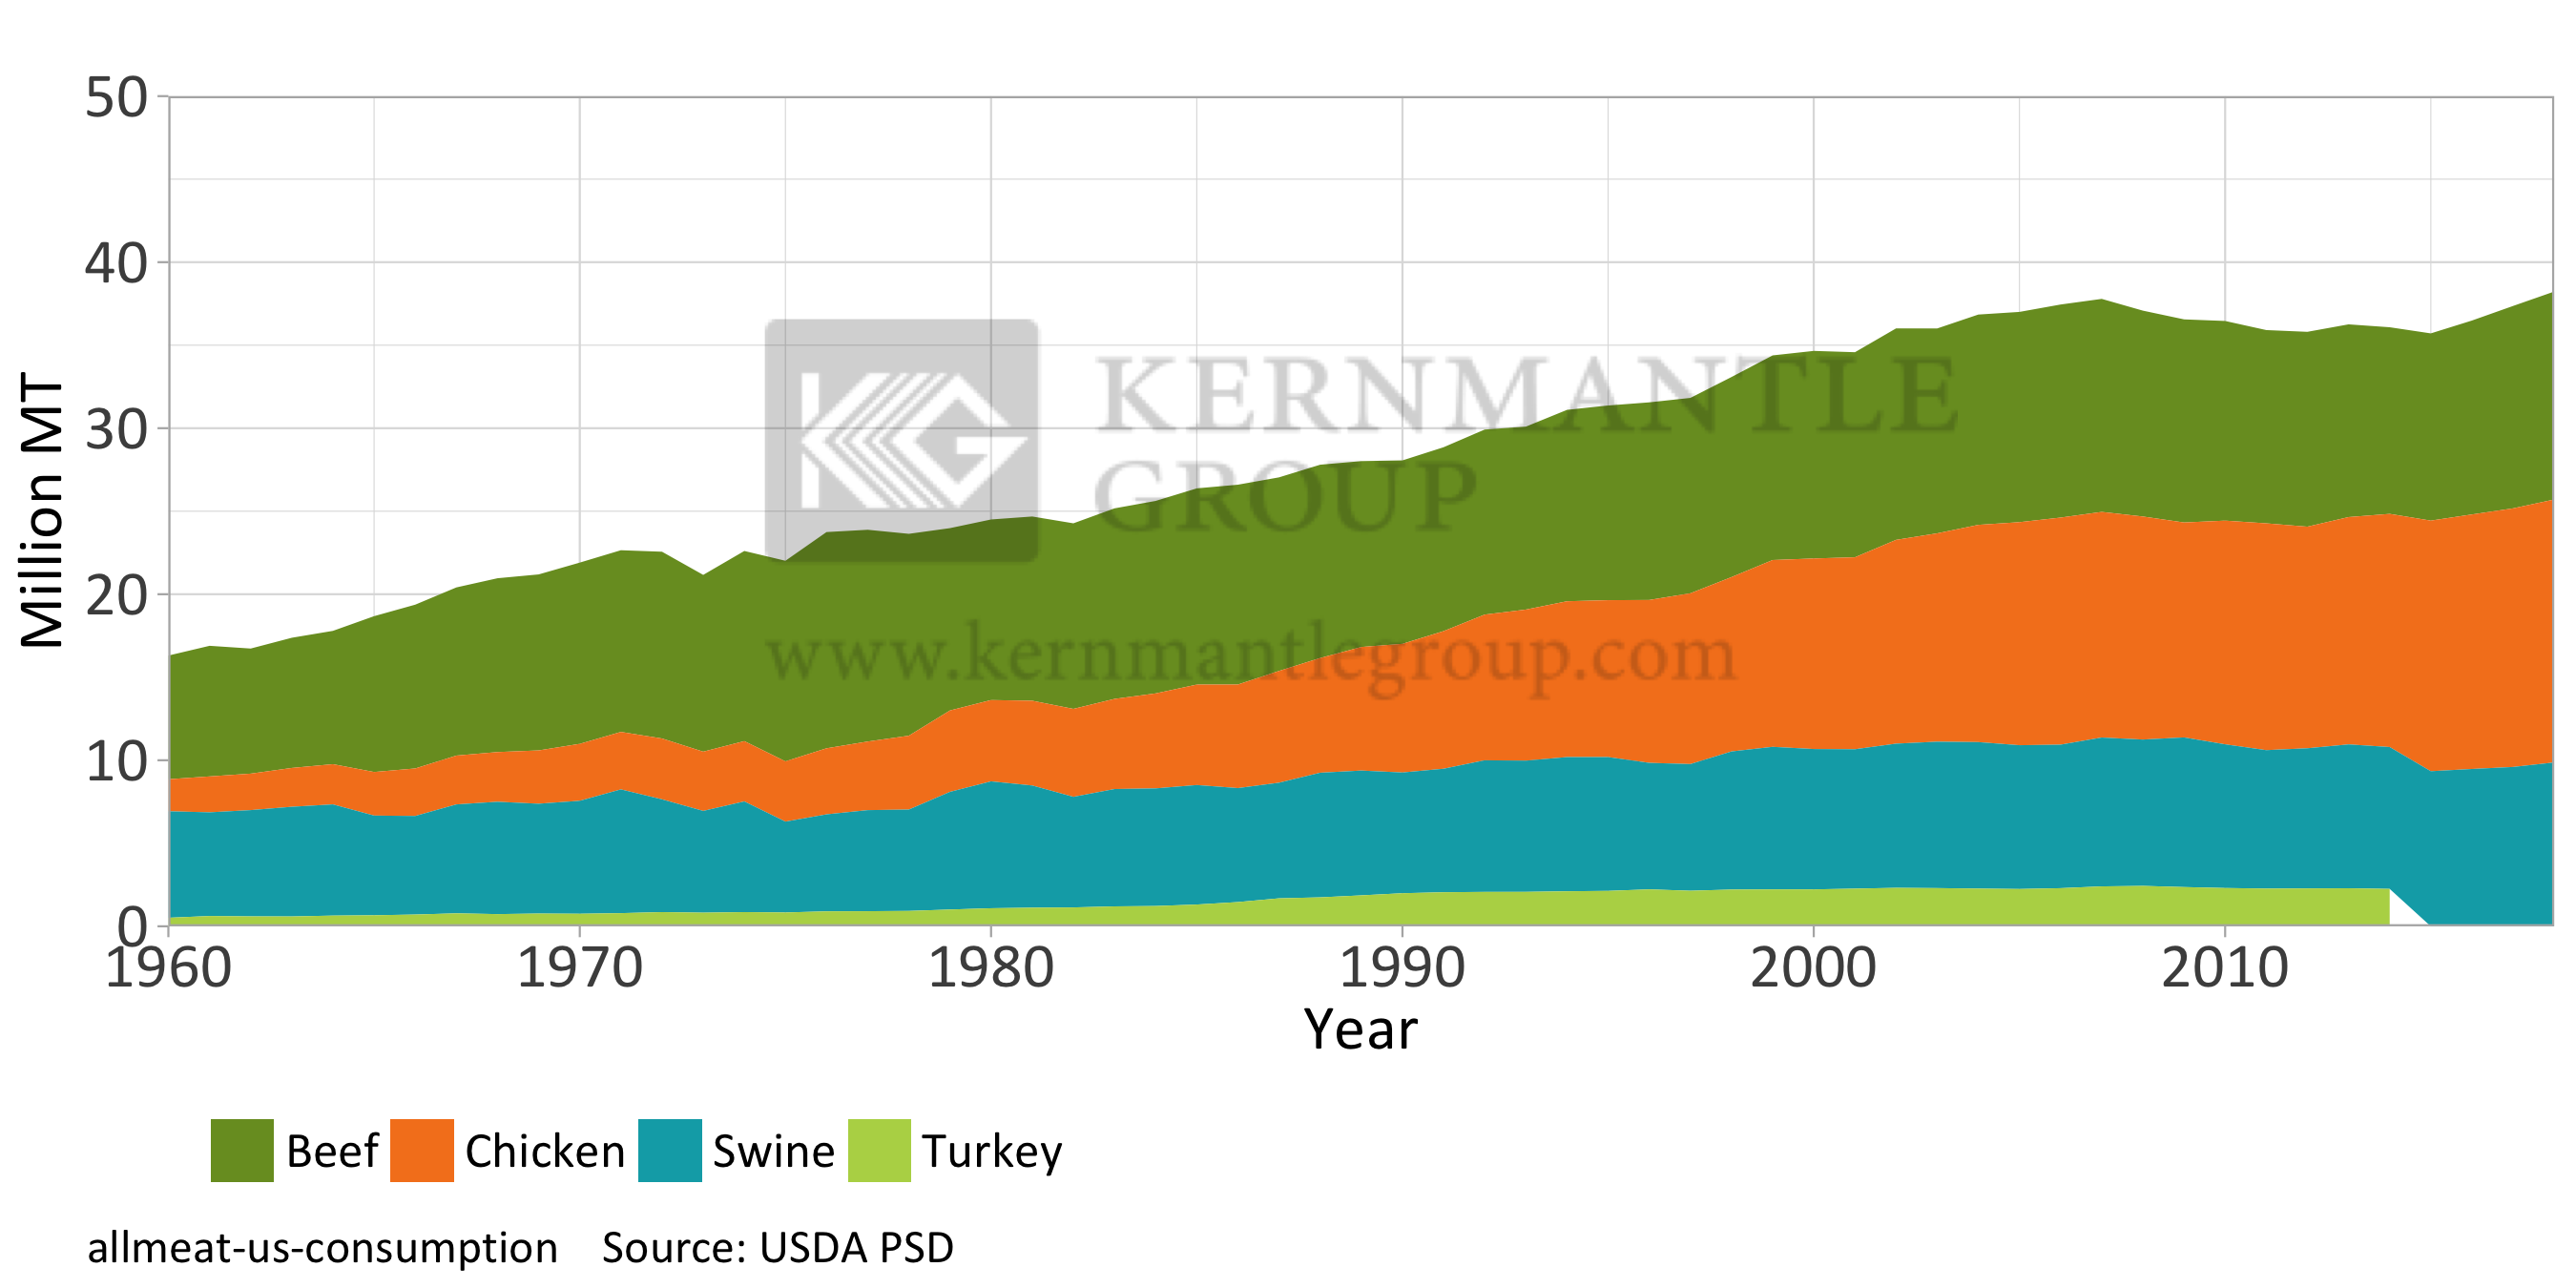 50
40
30
20
10
0
Million MT
KERNMANTLE
GROUP
www.kernmantlegroup.com
1960 1970 1980 1990 2000 2010
Year
Beef Chicken Swine Turkey
allmeat-us-consumption Source: USDA PSD